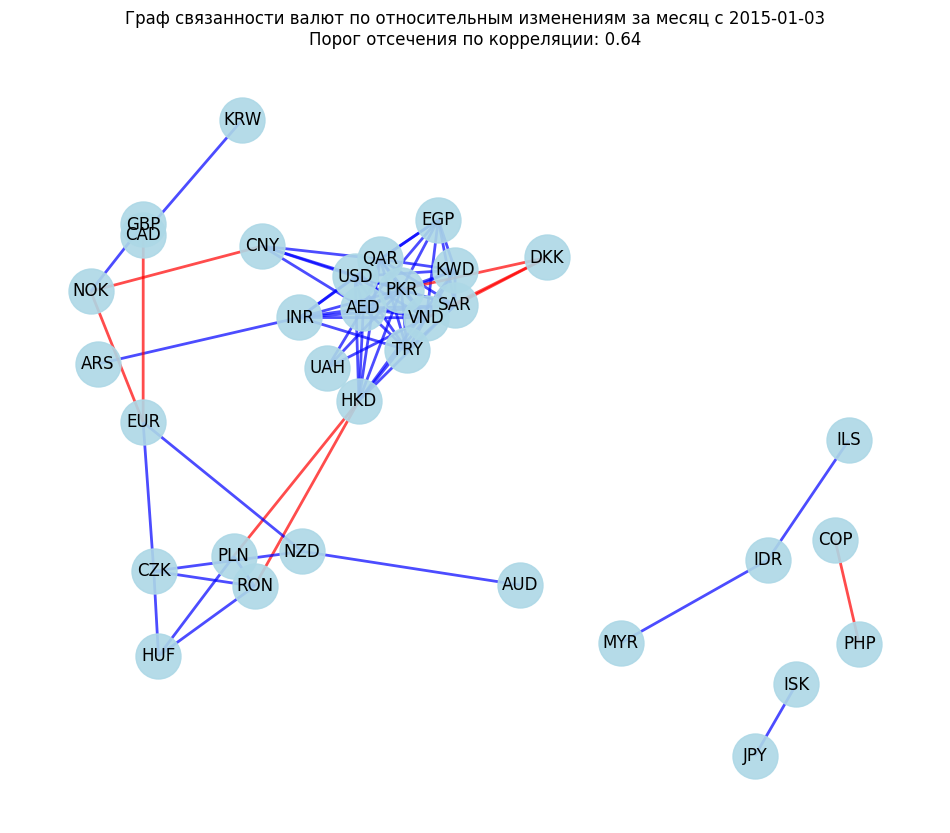 Граф связанности валют по относительным изменениям за месяц с 2015-01-03
Порог отсечения по корреляции: 0.64
KRW
GBP
CAD
EGP
CNY
QAR
DKK
USD
KWD
NOK
PKR
AED
SAR
INR
VND
TRY
ARS
UAH
HKD
EUR
ILS
COP
PLN
NZD
IDR
CZK
RON
AUD
MYR
PHP
HUF
ISK
JPY